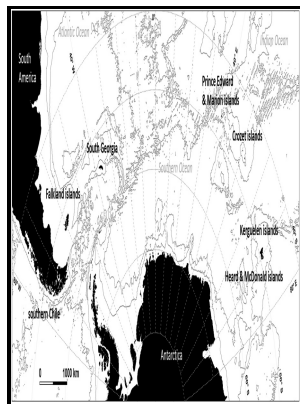 Atlantic Ocean
Indian Ocean
South
America
Prince Edward
& Marion islands
Crozet islands
South Georgia
Southern Ocean
Falkland islands
Kerguelen islands
Heard & McDonald islands
southern Chile
Antarctica
0 1000 km